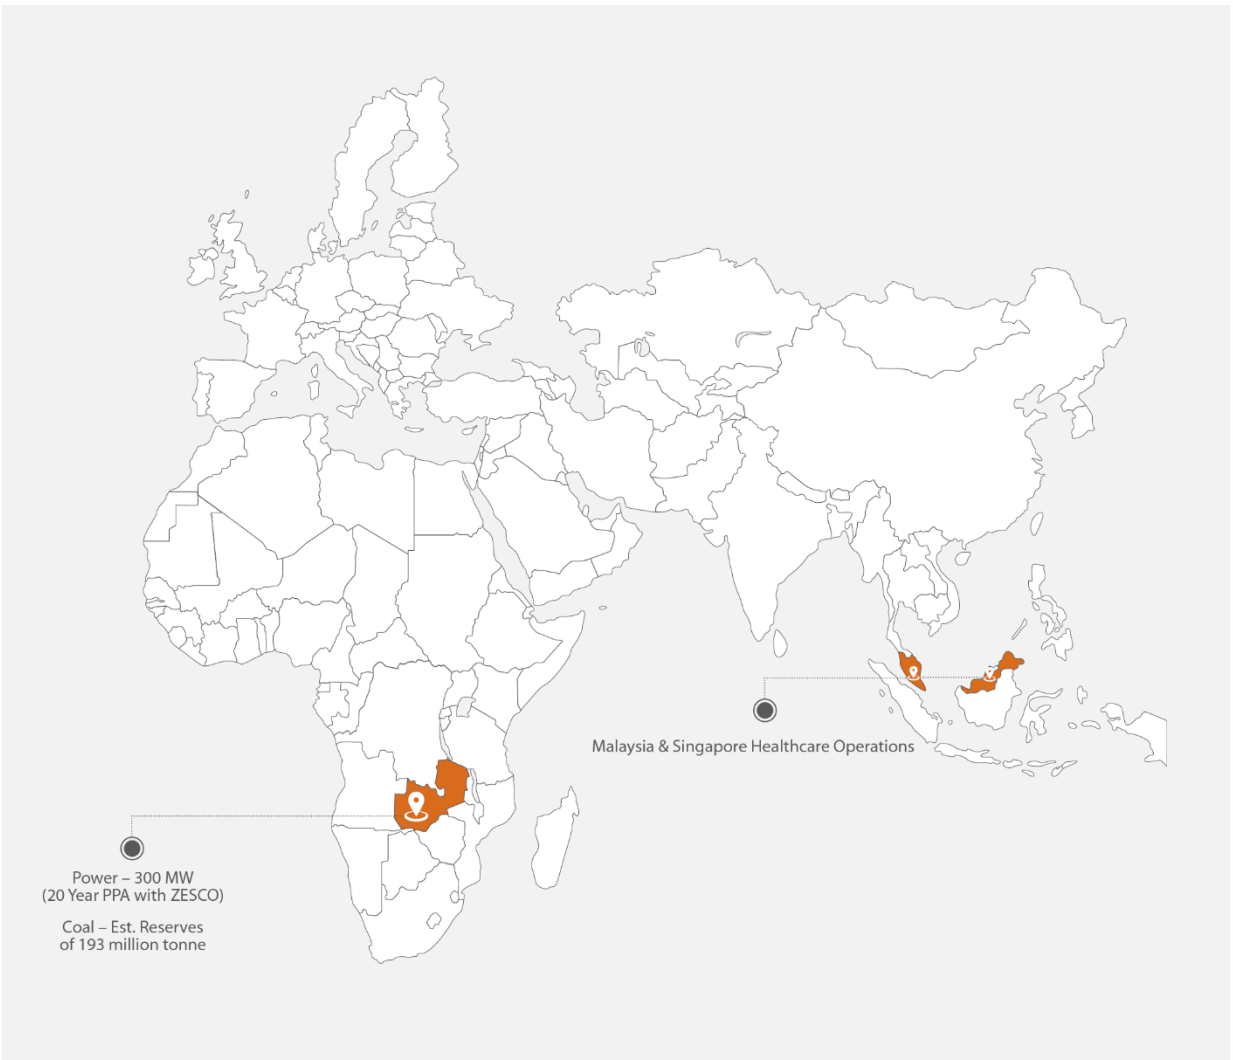 Malaysia & Singapore Healthcare Operations
Power – 300 MW
(20 Year PPA with ZESCO)
Coal – Est. Reserves
of 193 million tonne